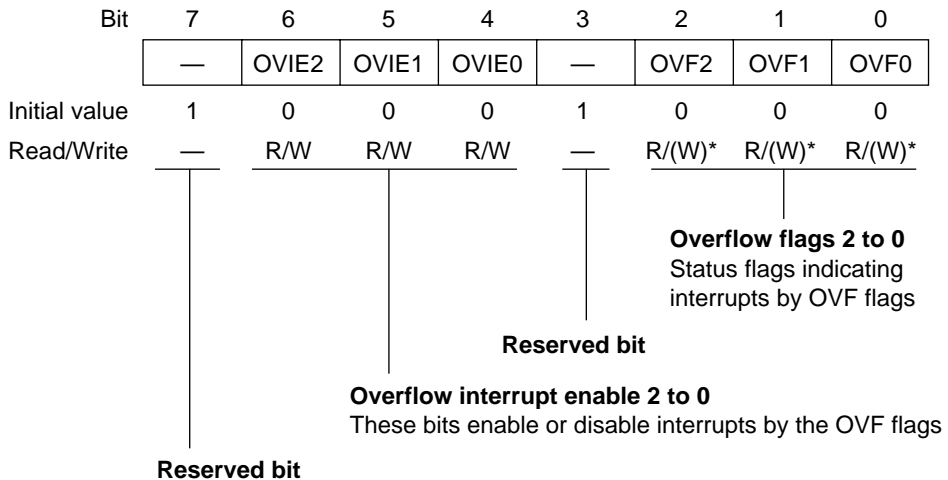 Bit 7 6 5 4 3 2 1 0
— OVIE2 OVIE1 OVIE0 — OVF2 OVF1 OVF0
Initial value 1 0 0 0 1 0 0 0
Read/Write — R/W R/W R/W — R/(W)* R/(W)* R/(W)*
Overflow flags 2 to 0
Status flags indicating
interrupts by OVF flags
Reserved bit
Overflow interrupt enable 2 to 0
These bits enable or disable interrupts by the OVF flags
Reserved bit